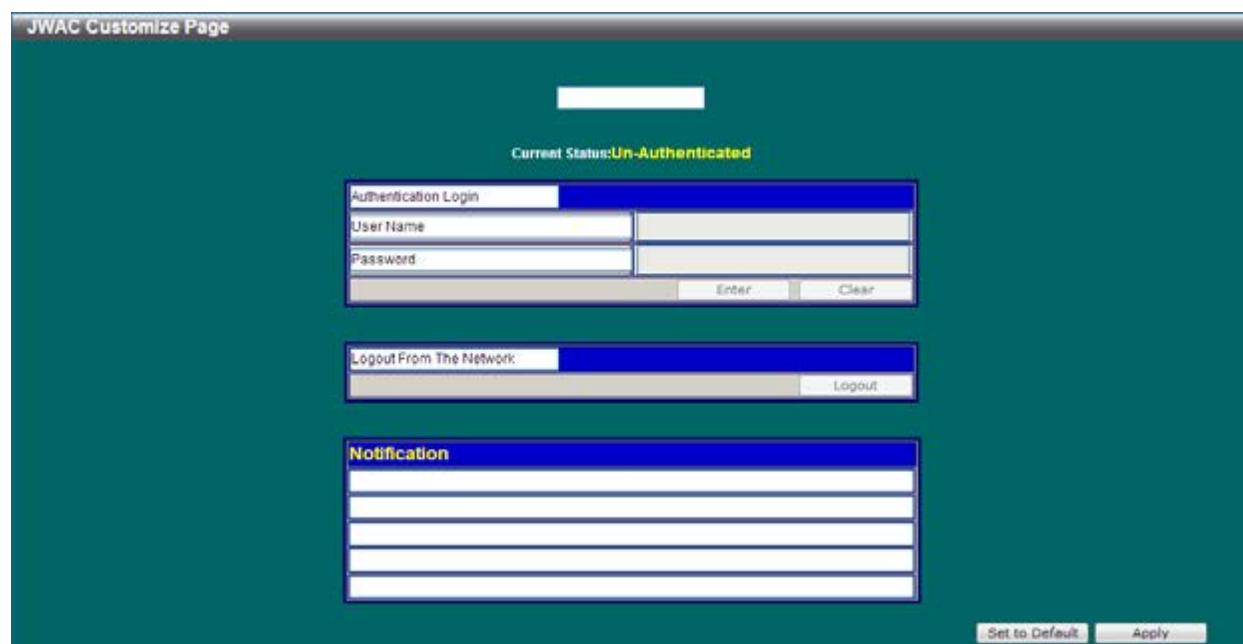 JWAC Customize Page
Current Status:Un-Authenticated
Authentication Login
User Name
Password
Enter Clear
Logout From The Network
Logout
Notification
Set to Default Apply